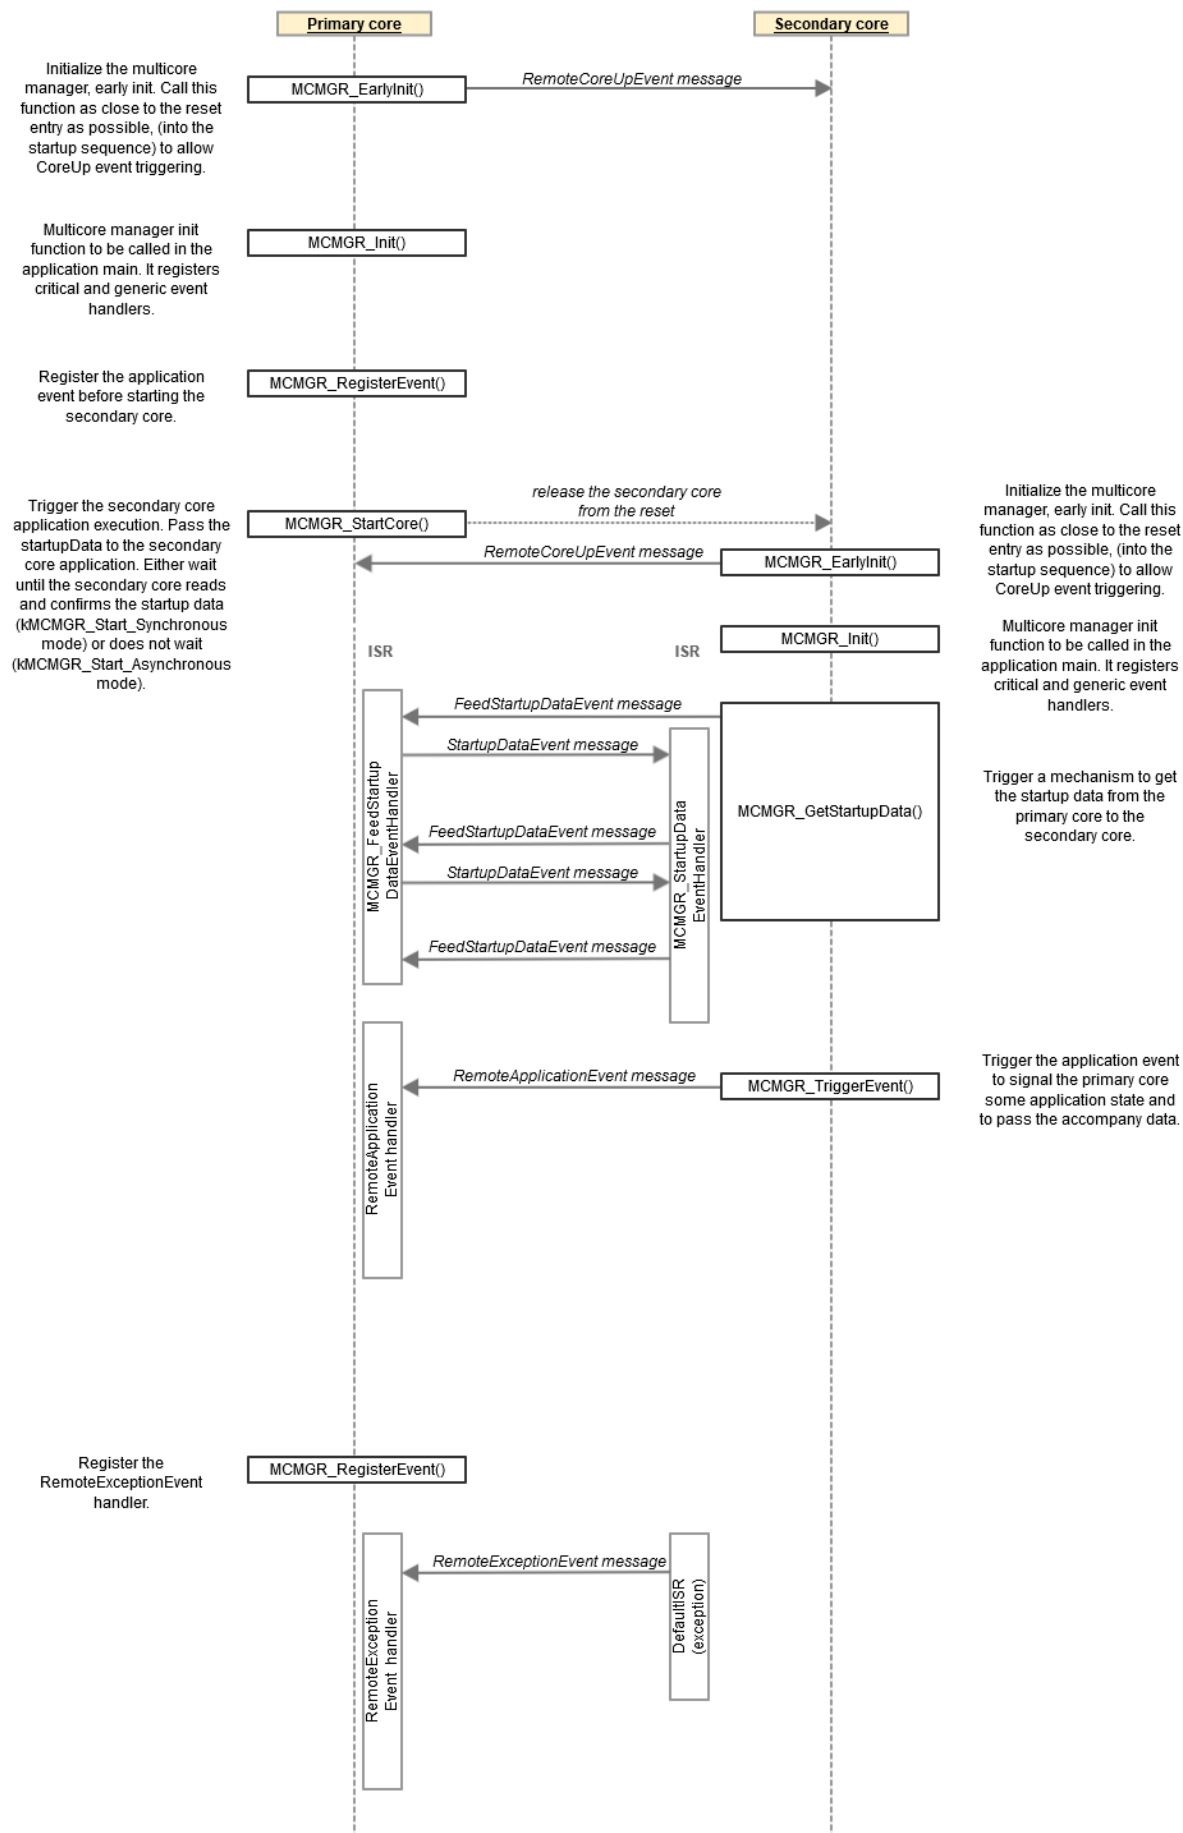 Primary core
Secondary core
Initialize the multicore
manager, early init. Call this
function as close to the reset
entry as possible, (into the
startup sequence) to allow
CoreUp event triggering.
MCMGR_EarlyInit()
RemoteCoreUpEvent message
Multicore manager init
function to be called in the
application main. It registers
critical and generic event
handlers.
MCMGR_Init()
Register the application
event before starting the
secondary core.
MCMGR_RegisterEvent()
Trigger the secondary core
application execution. Pass the
startupData to the secondary
core application. Either wait
until the secondary core reads
and confirms the startup data
(kMCMGR_Start_Synchronous
mode) or does not wait
(kMCMGR_Start_Asynchronous
mode).
MCMGR_StartCore()
release the secondary core
from the reset
RemoteCoreUpEvent message
MCMGR_EarlyInit()
Initialize the multicore
manager, early init. Call this
function as close to the reset
entry as possible, (into the
startup sequence) to allow
CoreUp event triggering.
MCMGR_Init()
Multicore manager init
function to be called in the
application main. It registers
critical and generic event
handlers.
ISR
ISR
FeedStartupDataEvent message
StartupDataEvent message
FeedStartupDataEvent message
StartupDataEvent message
FeedStartupDataEvent message
MCMGR_FeedStartup
DataEventHandler
MCMGR_StartupData
EventHandler
MCMGR_GetStartupData()
Trigger a mechanism to get
the startup data from the
primary core to the
secondary core.
RemoteApplication
Event handler
RemoteApplicationEvent message
MCMGR_TriggerEvent()
Trigger the application event
to signal the primary core
some application state and
to pass the accompany data.
Register the
RemoteExceptionEvent
handler.
MCMGR_RegisterEvent()
RemoteExceptionEvent message
RemoteException
Event handler
DefaultISR
(exception)